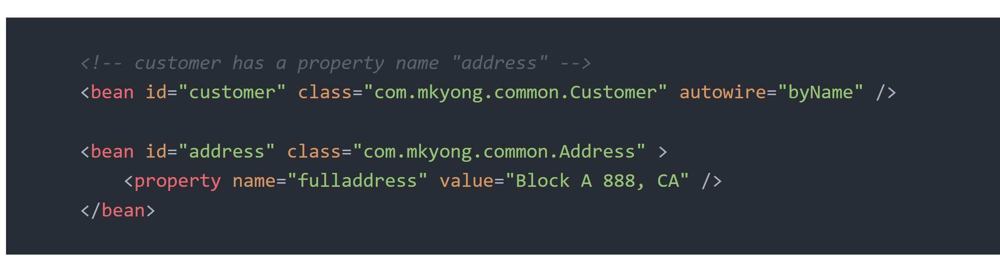 <!-- customer has a property name "address" -->
<bean id="customer" class="com.mkyong.common.Customer" autowire="byName" />
<bean id="address" class="com.mkyong.common.Address" >
<property name="fulladdress" value="Block A 888, CA" />
</bean>